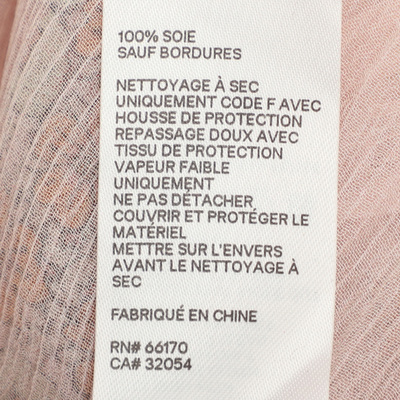 100% SOIE
SAUF BORDURES
NETTOYAGE À SEC
UNIQUEMENT CODE F AVEC
HOUSSE DE PROTECTION
REPASSAGE DOUX AVEC
TISSU DE PROTECTION
VAPEUR FAIBLE
UNIQUEMENT
NE PAS DÉTACHER
COUVRIR ET PROTÉGER LE
MATÉRIEL
METTRE SUR L'ENVERS
AVANT LE NETTOYAGE À
SEC
FABRIQUÉ EN CHINE
RN# 66170
CA# 32054